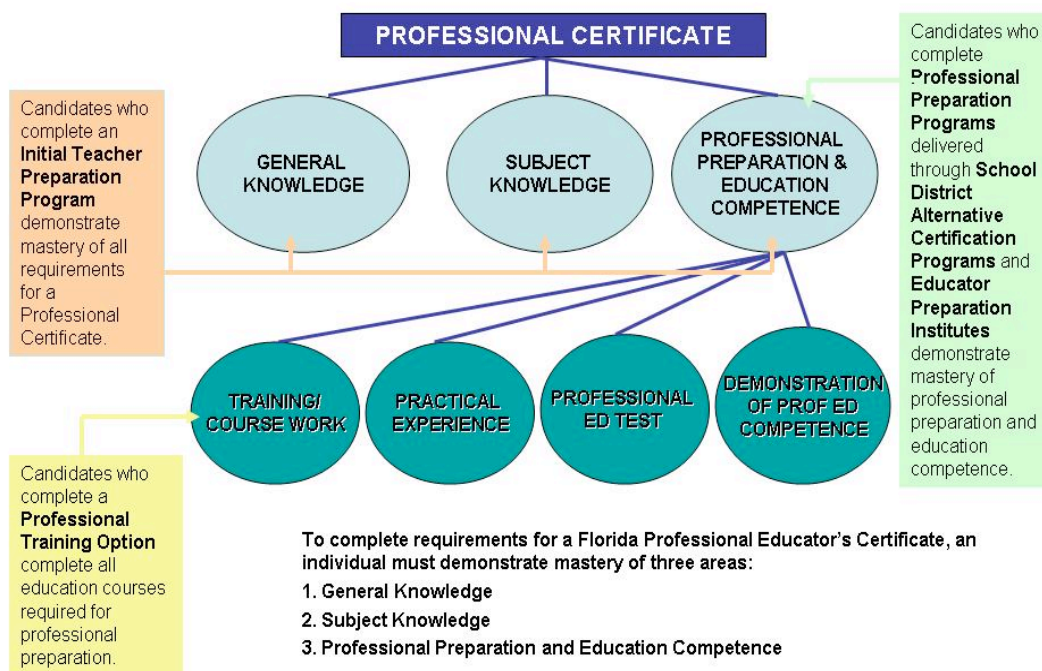 PROFESSIONAL CERTIFICATE
Candidates who
complete an
Initial Teacher
Preparation
Program
demonstrate
mastery of all
requirements
for a
Professional
Certificate.
GENERAL
KNOWLEDGE
SUBJECT
KNOWLEDGE
PROFESSIONAL
PREPARATION &
EDUCATION
COMPETENCE
Candidates who
complete
Professional
Preparation
Programs
delivered
through School
District
Alternative
Certification
Programs and
Educator
Preparation
Institutes
demonstrate
mastery of
professional
preparation and
education
competence.
TRAINING/
COURSE WORK
PRACTICAL
EXPERIENCE
PROFESSIONAL
ED TEST
DEMONSTRATION
OF PROF ED
COMPETENCE
Candidates who
complete a
Professional
Training Option
complete all
education courses
required for
professional
preparation.
To complete requirements for a Florida Professional Educator's Certificate, an
individual must demonstrate mastery of three areas:
1. General Knowledge
2. Subject Knowledge
3. Professional Preparation and Education Competence